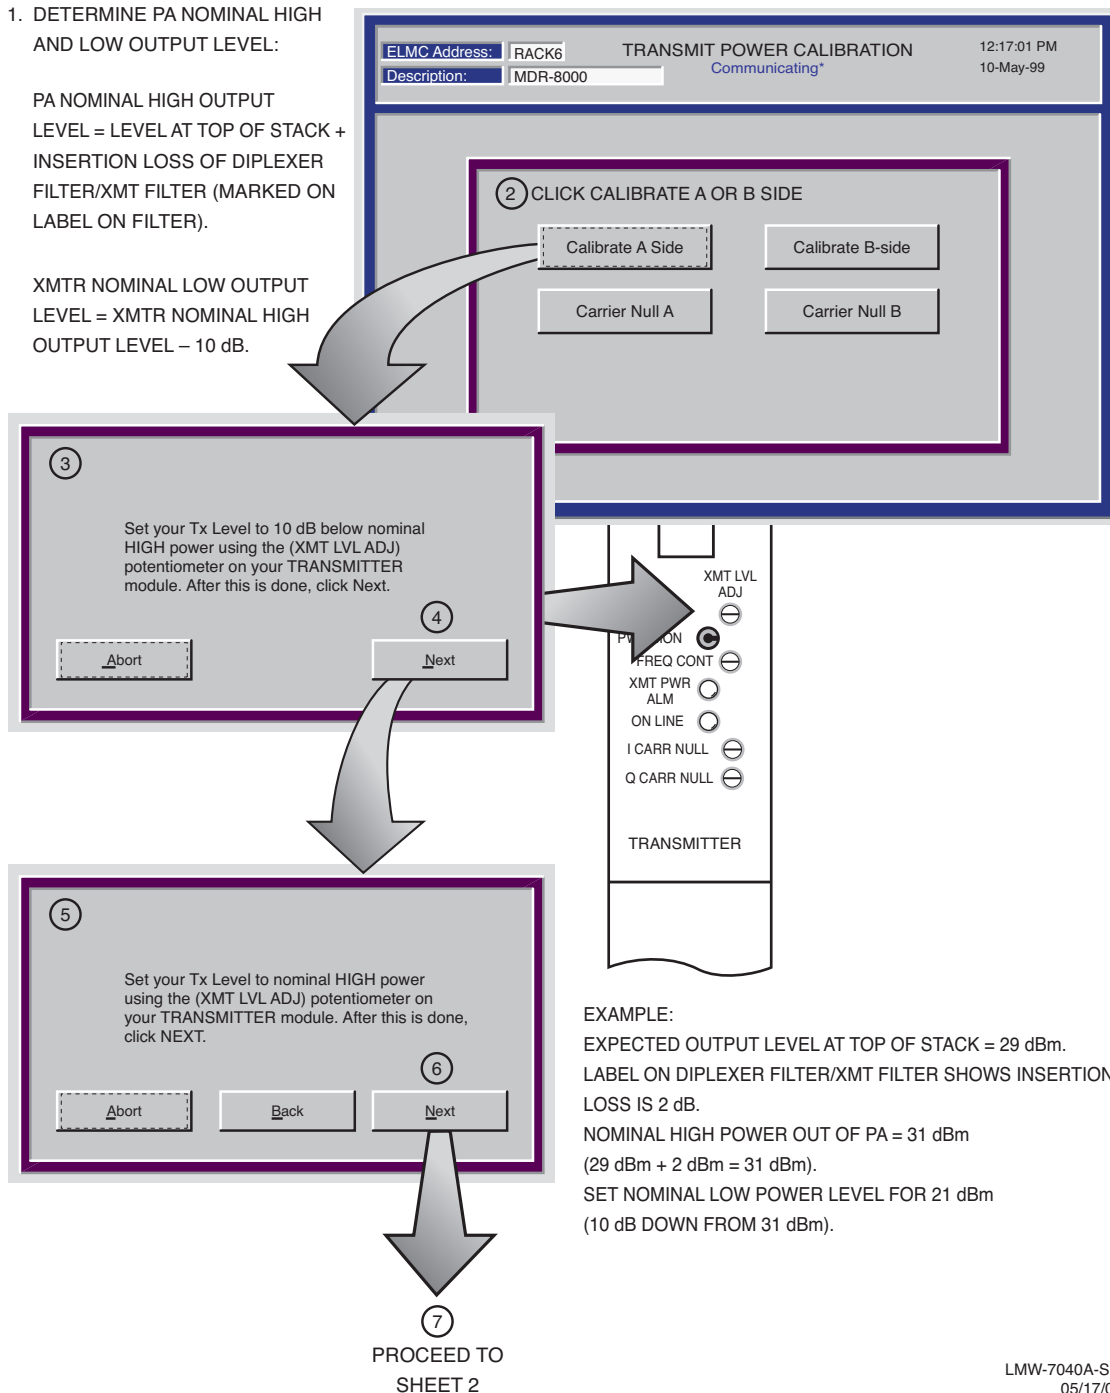 1. DETERMINE PA NOMINAL HIGH
AND LOW OUTPUT LEVEL:
PA NOMINAL HIGH OUTPUT
LEVEL = LEVEL AT TOP OF STACK +
INSERTION LOSS OF DIPLEXER
FILTER/XMT FILTER (MARKED ON
LABEL ON FILTER).
XMTR NOMINAL LOW OUTPUT
LEVEL = XMTR NOMINAL HIGH
OUTPUT LEVEL – 10 dB.
ELMC Address: RACK6
Description: MDR-8000
TRANSMIT POWER CALIBRATION
Communicating*
12:17:01 PM
10-May-99
2 CLICK CALIBRATE A OR B SIDE
Calibrate A Side
Calibrate B-side
Carrier Null A
Carrier Null B
3
Set your Tx Level to 10 dB below nominal
HIGH power using the (XMT LVL ADJ)
potentiometer on your TRANSMITTER
module. After this is done, click Next.
4
Abort
Next
XMT LVL
ADJ
FREQ CONT
XMT PWR
ALM
ON LINE
I CARR NULL
Q CARR NULL
TRANSMITTER
5
Set your Tx Level to nominal HIGH power
using the (XMT LVL ADJ) potentiometer on
your TRANSMITTER module. After this is done,
click NEXT.
6
Abort
Back
Next
7
PROCEED TO
SHEET 2
EXAMPLE:
EXPECTED OUTPUT LEVEL AT TOP OF STACK = 29 dBm.
LABEL ON DIPLEXER FILTER/XMT FILTER SHOWS INSERTION
LOSS IS 2 dB.
NOMINAL HIGH POWER OUT OF PA = 31 dBm
(29 dBm + 2 dBm = 31 dBm).
SET NOMINAL LOW POWER LEVEL FOR 21 dBm
(10 dB DOWN FROM 31 dBm).
LMW-7040A-S
05/17/0